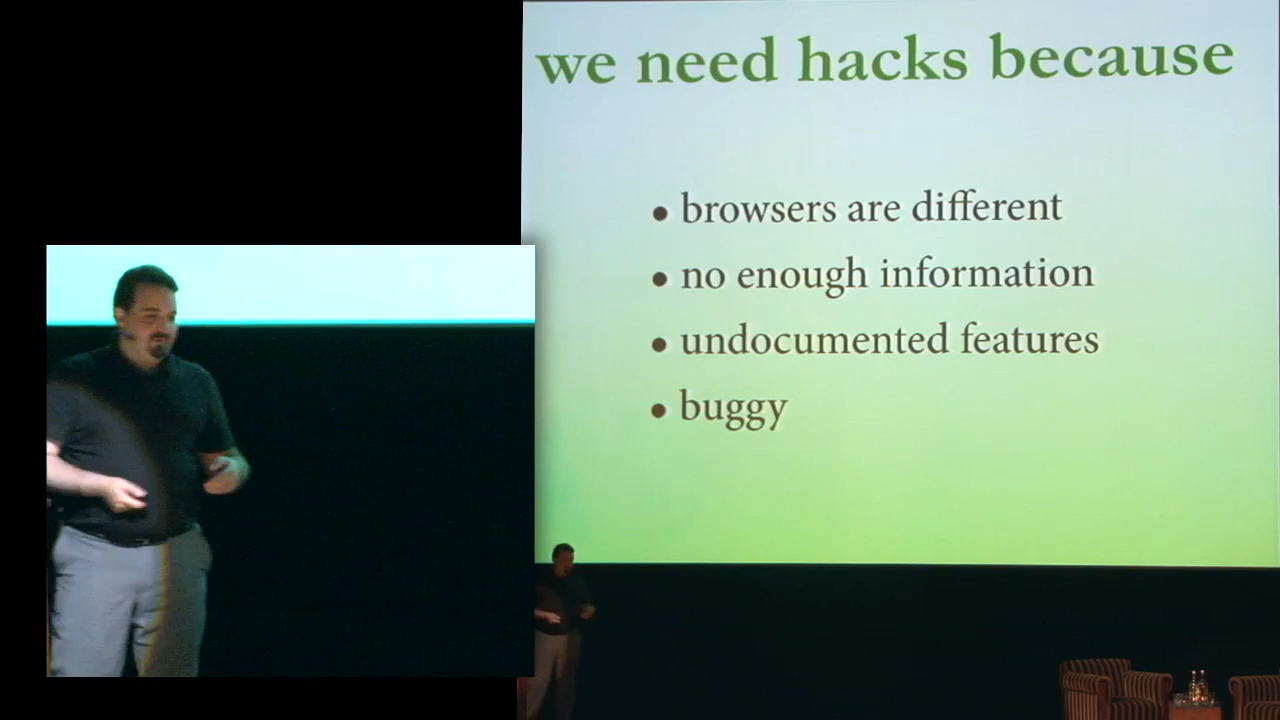 we need hacks because
• browsers are different
• no enough information
• undocumented features
• buggy